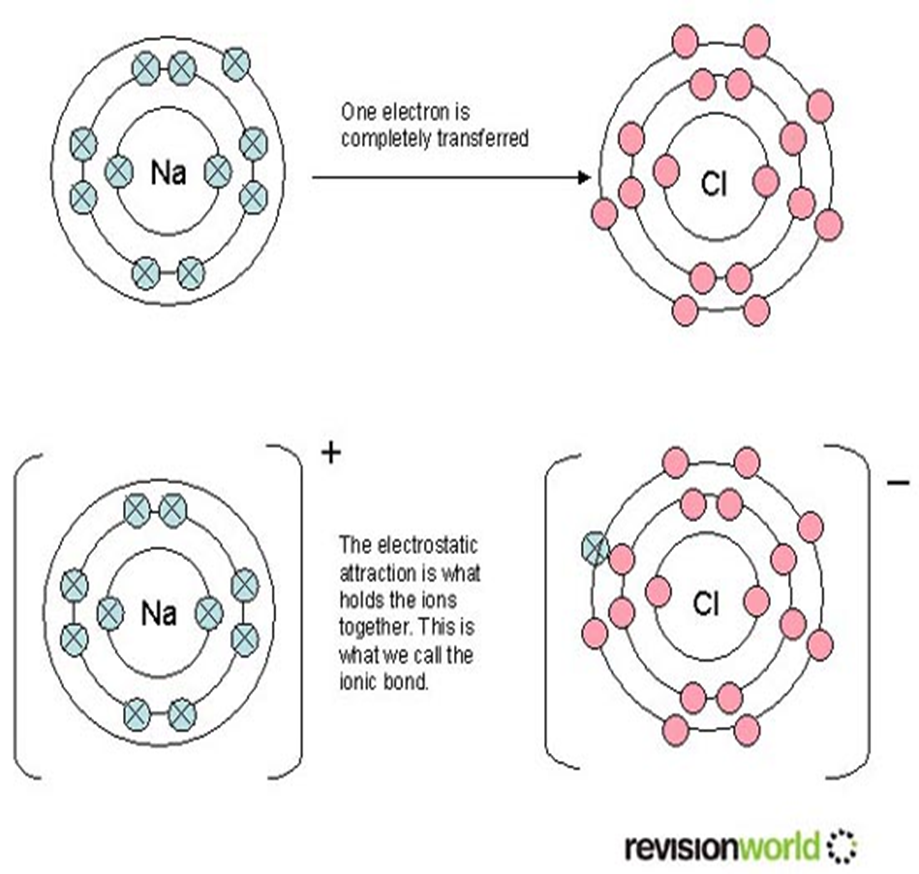 One electron is
completely transferred
Na
Cl
+
−
The electrostatic
attraction is what
holds the ions
together. This is
what we call the
ionic bond.
Na
Cl
revisionworld